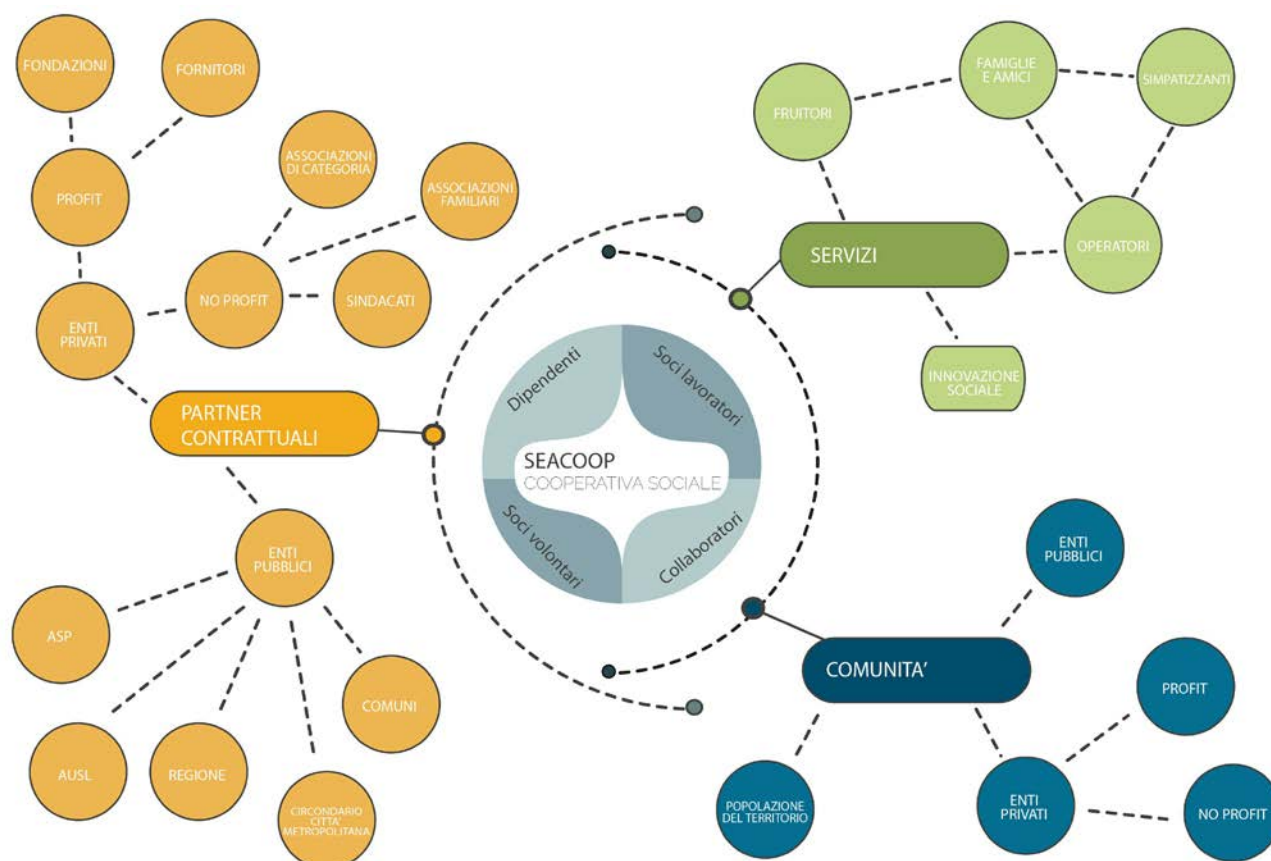 FONDAZIONI
FORNITORI
PROFIT
ASSOCIAZIONI
DI CATEGORIA
ASSOCIAZIONI
FAMILIARI
NO PROFIT
SINDACATI
ENTI
PRIVATI
PARTNER
CONTRATTUALI
ENTI
PUBBLICI
ASP
AUSL
REGIONE
CIRCONDARIO
CITTA'
METROPOLITANA
COMUNI
Dipendenti
Soci lavoratori
SEACOOP
COOPERATIVA SOCIALE
Soci volontari
Collaboratori
FRUITORI
FAMIGLIE
E AMICI
SIMPATIZZANTI
SERVIZI
OPERATORI
INNOVAZIONE
SOCIALE
ENTI
PUBBLICI
COMUNITA'
PROFIT
POPOLAZIONE
DEL TERRITORIO
ENTI
PRIVATI
NO PROFIT